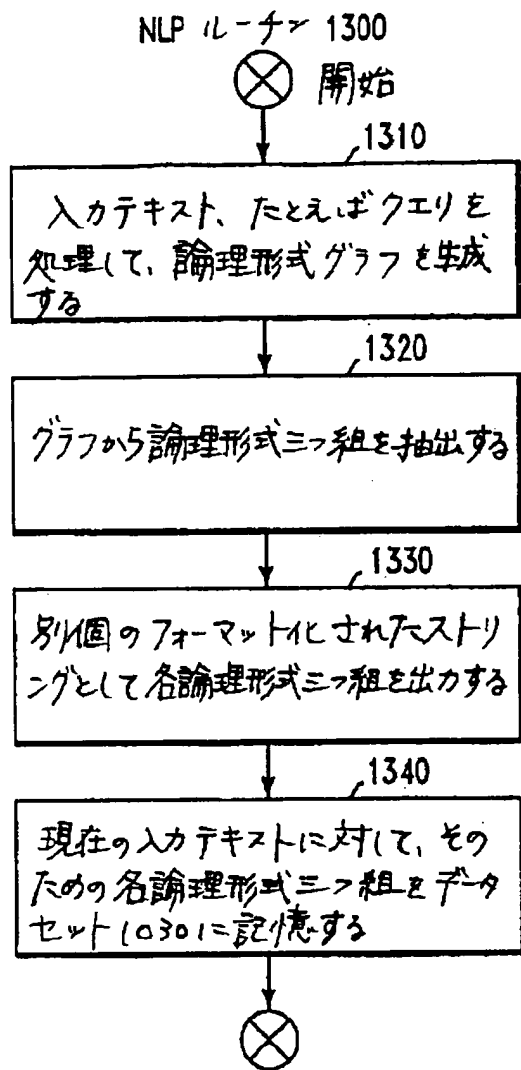 NLP ルーチン 1300
開始
1310
入力テキスト、たとえばクエリを
処理して、論理形式グラフを生成
する
1320
グラフから論理形式三つ組を抽出する
1330
別個のフォーマット化されたストリ
ングとして各論理形式三つ組を出力する
1340
現在の入力テキストに対して、その
ための各論理形式三つ組をデータ
セット1030に記憶する